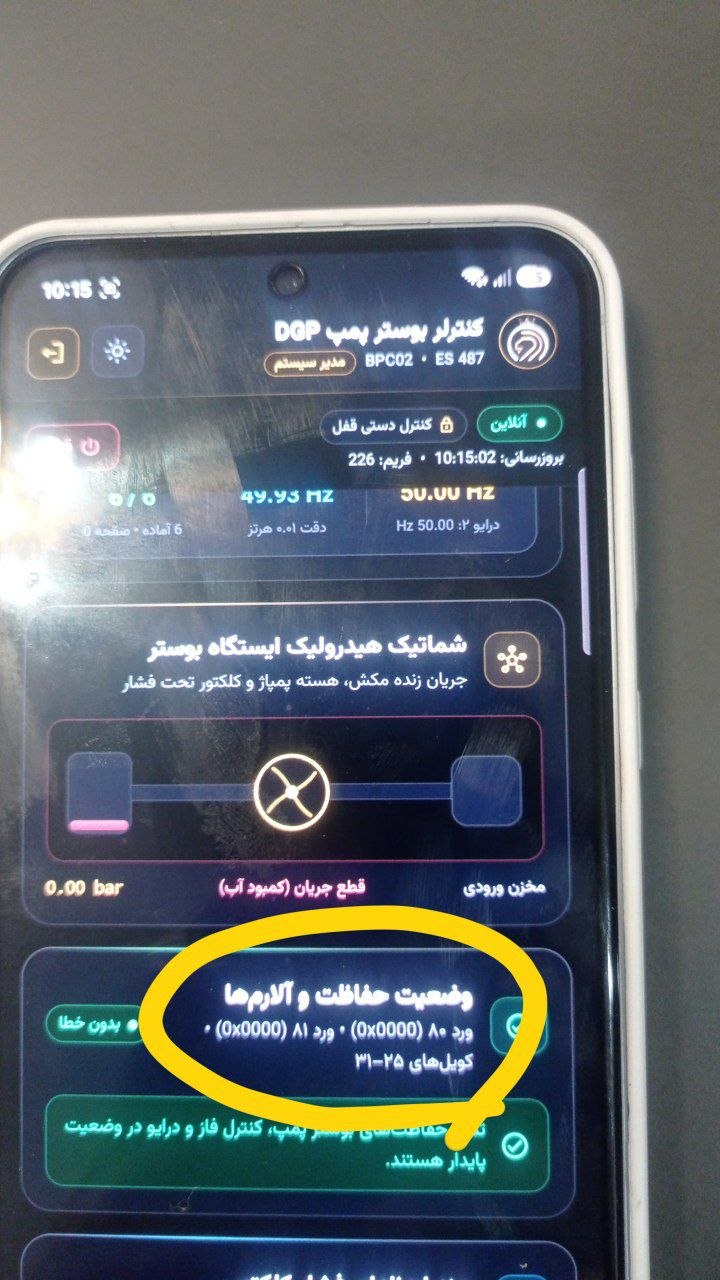 10:15
کنترلر بوستر پمپ DGP
BPC02 • ES 487 مدیر سیستم
آنلاین کنترل دستی قفل
بروزرسانی: 10:15:02 • فریم: 226
50.00 Hz 49.93 Hz 6 / 6
درایو ۲: 50.00 Hz دقت ۰.۰۱ هرتز 6 آماده • صفحه 0
شماتیک هیدرولیک ایستگاه بوستر
جریان زنده مکش، هسته پمپاژ و کلکتور تحت فشار
مخزن ورودی قطع جریان (کمبود آب) 0.00 bar
وضعیت حفاظت و آلارم‌ها
ورد ۸۰ (0x0000) • ورد ۸۱ (0x0000) •
کویل‌های ۲۵–۳۱
بدون خطا
حفاظت‌های بوستر پمپ، کنترل فاز و درایو در وضعیت
پایدار هستند.